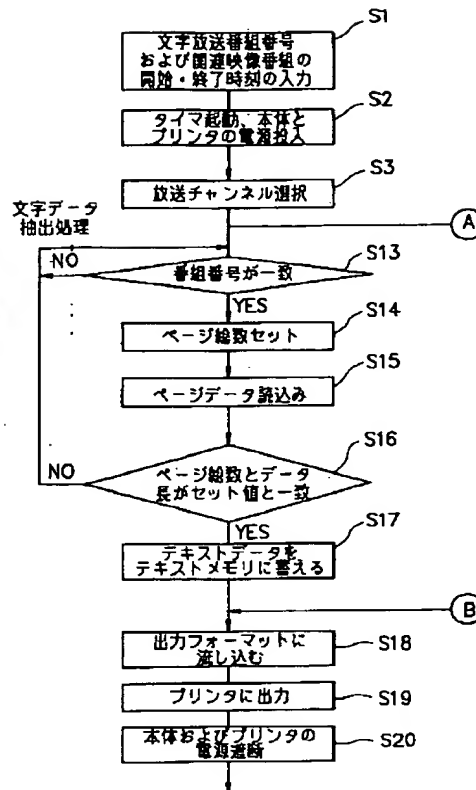 S1
文字放送番組番号
および関連映像番組の
開始・終了時刻の入力
S2
タイマ起動、本体と
プリンタの電源投入
S3
放送チャンネル選択
文字データ
抽出処理
A
S13
NO
番組番号が一致
YES
S14
ページ総数セット
S15
ページデータ読込み
S16
NO
ページ総数とデータ
長がセット値と一致
YES
S17
テキストデータを
テキストメモリに蓄える
B
出力フォーマットに
流し込む
S18
プリンタに出力
S19
本体およびプリンタの
電源遮断
S20